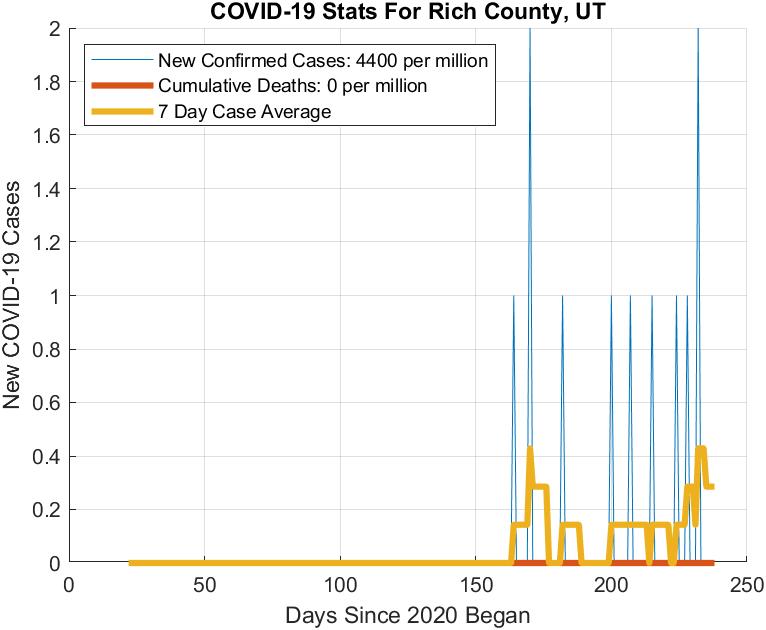 COVID-19 Stats For Rich County, UT
New Confirmed Cases: 4400 per million
Cumulative Deaths: 0 per million
7 Day Case Average
New COVID-19 Cases
2
1.8
1.6
1.4
1.2
1
0.8
0.6
0.4
0.2
0
0 50 100 150 200 250
Days Since 2020 Began